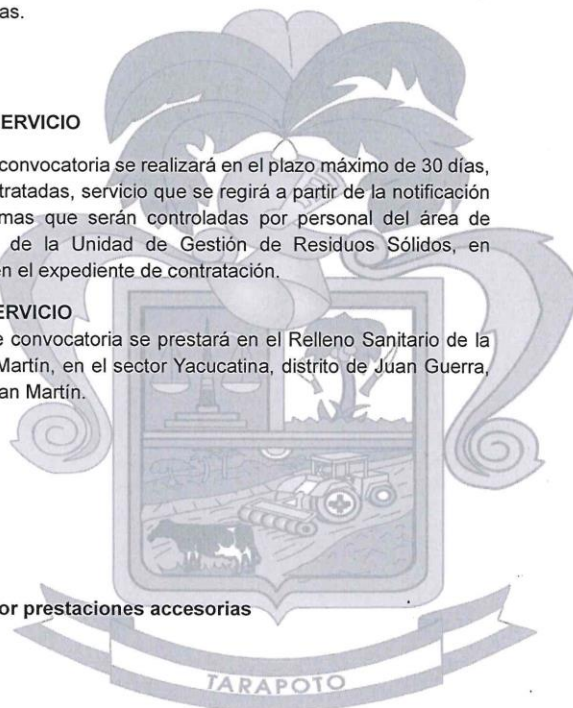 as.
ERVICIO
convocatoria se realizará en el plazo máximo de 30 días,
tratadas, servicio que se regirá a partir de la notificación
mas que serán controladas por personal del área de
de la Unidad de Gestión de Residuos Sólidos, en
en el expediente de contratación.
ERVICIO
e convocatoria se prestará en el Relleno Sanitario de la
Martín, en el sector Yacucatina, distrito de Juan Guerra,
an Martín.
or prestaciones accesorias
TARAPOTO